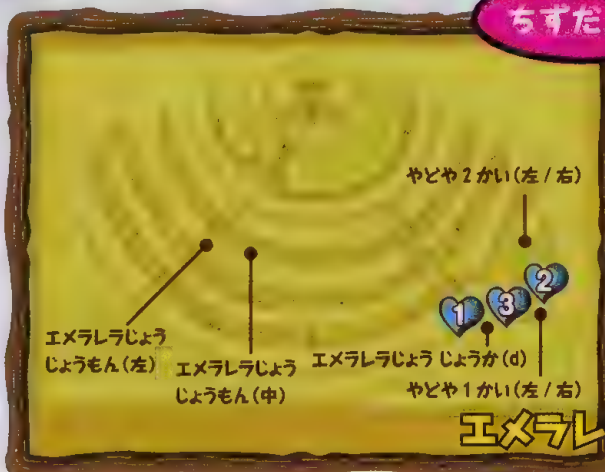 ちずだ
やどや2かい(左/右)
1 3 2
エメラレラじょう
じょうもん(左)
エメラレラじょう
じょうもん(中)
エメラレラじょう じょうか(d)
やどや1かい(左/右)
エメラレ